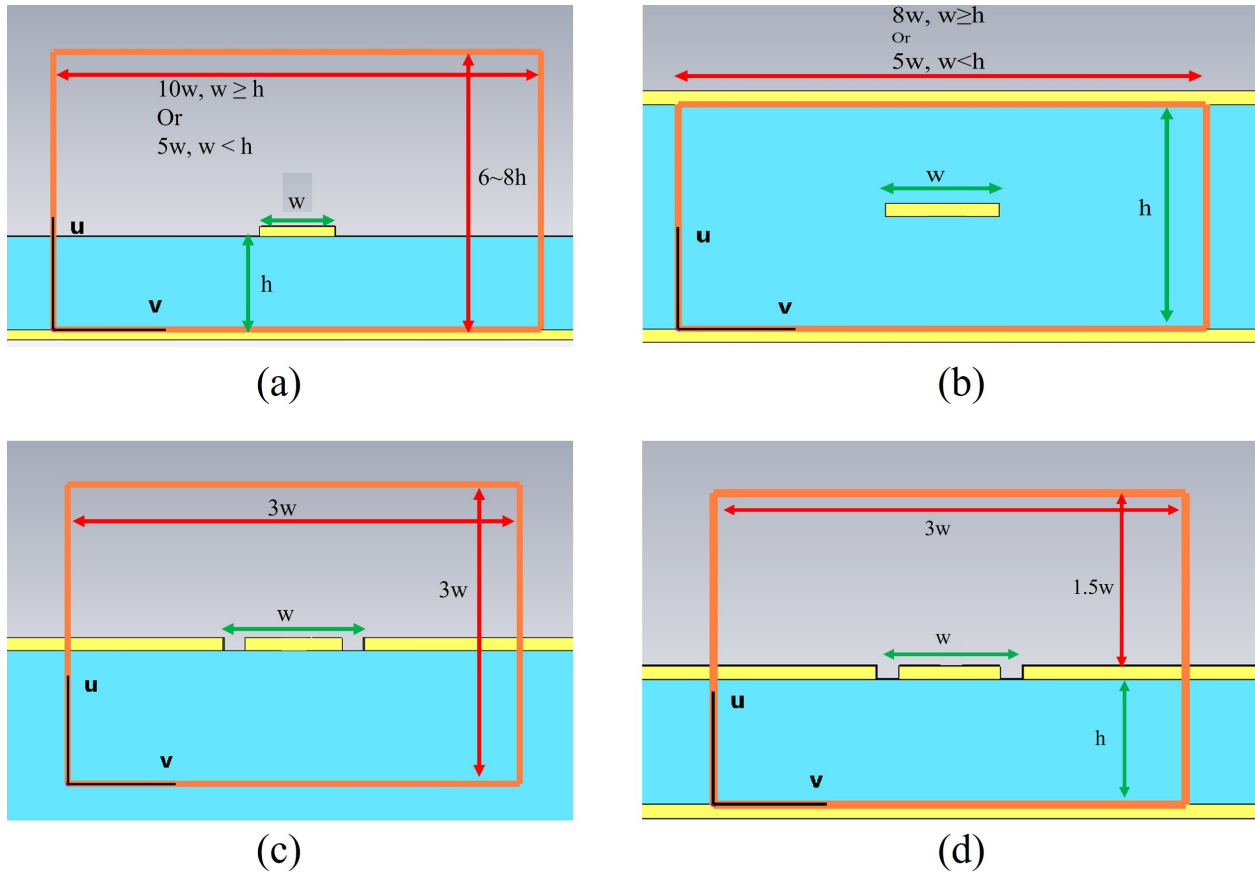 10w, w ≥ h
Or
5w, w < h
6~8h
w
u
h
v
(a)
8w, w≥h
Or
5w, w<h
w
h
u
v
(b)
3w
3w
w
u
v
(c)
3w
1.5w
w
u
h
v
(d)